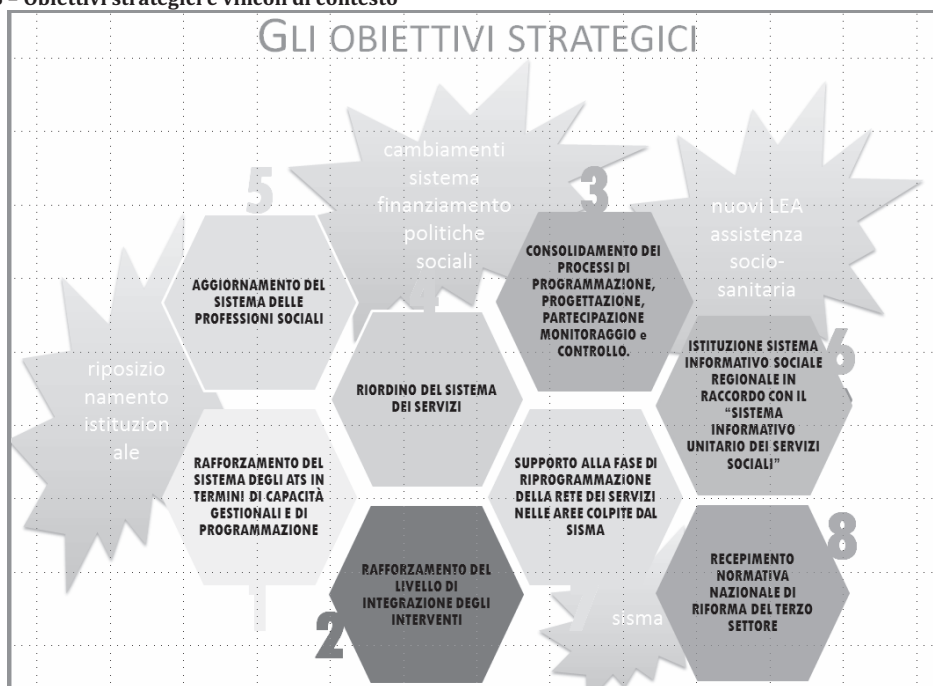 – Obiettivi strategici e vincoli di contesto
GLI OBIETTIVI STRATEGICI
cambiamenti
sistema
finanziamento
politiche
sociali
nuovi LEA
assistenza
socio-
sanitaria
riposizio
namento
istituzion
ale
5
AGGIORNAMENTO DEL
SISTEMA DELLE
PROFESSIONI SOCIALI
3
CONSOLIDAMENTO DEI
PROCESSI DI
PROGRAMMAZIONE,
PROGETTAZIONE,
PARTECIPAZIONE
MONITORAGGIO e
CONTROLLO.
4
RIORDINO DEL SISTEMA
DEI SERVIZI
6
ISTITUZIONE SISTEMA
INFORMATIVO SOCIALE
REGIONALE IN
RACCORDO CON IL
“SISTEMA
INFORMATIVO
UNITARIO DEI SERVIZI
SOCIALI”
RAFFORZAMENTO DEL
SISTEMA DEGLI ATS IN
TERMINI DI CAPACITÀ
GESTIONALI E DI
PROGRAMMAZIONE
1
SUPPORTO ALLA FASE DI
RIPROGRAMMAZIONE
DELLA RETE DEI SERVIZI
NELLE AREE COLPITE DAL
SISMA
7
sisma
RAFFORZAMENTO DEL
LIVELLO DI
INTEGRAZIONE DEGLI
INTERVENTI
2
8
RECEPIMENTO
NORMATIVA
NAZIONALE DI
RIFORMA DEL TERZO
SETTORE